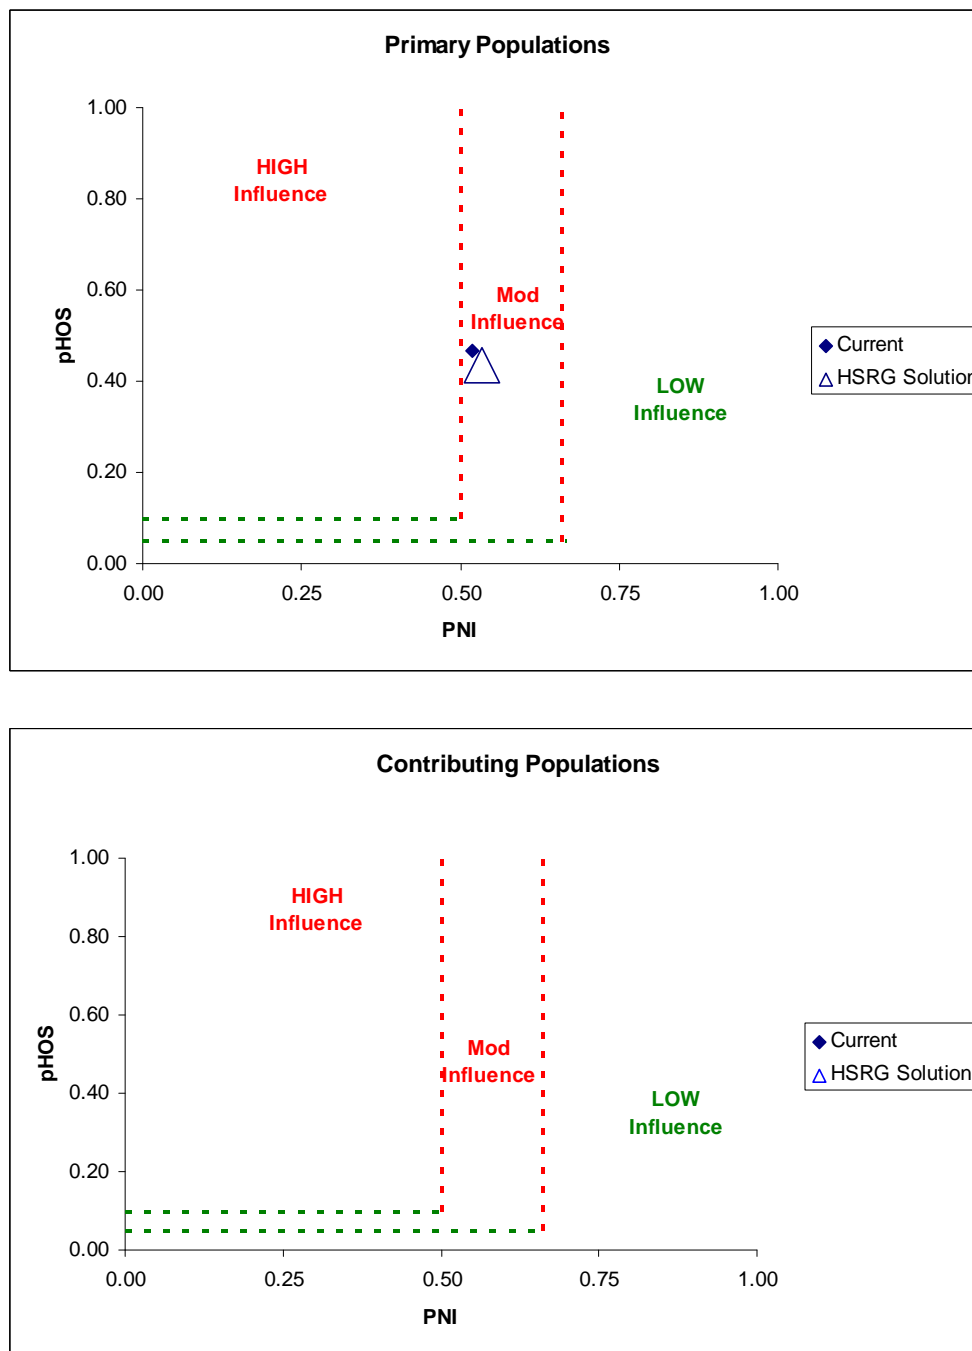 Primary Populations
1.00
0.80
0.60
0.40
0.20
0.00
pHOS
HIGH
Influence
Mod
Influence
LOW
Influence
Current
HSRG Solution
0.00 0.25 0.50 0.75 1.00
PNI
Contributing Populations
1.00
0.80
0.60
0.40
0.20
0.00
pHOS
HIGH
Influence
Mod
Influence
LOW
Influence
Current
HSRG Solution
0.00 0.25 0.50 0.75 1.00
PNI